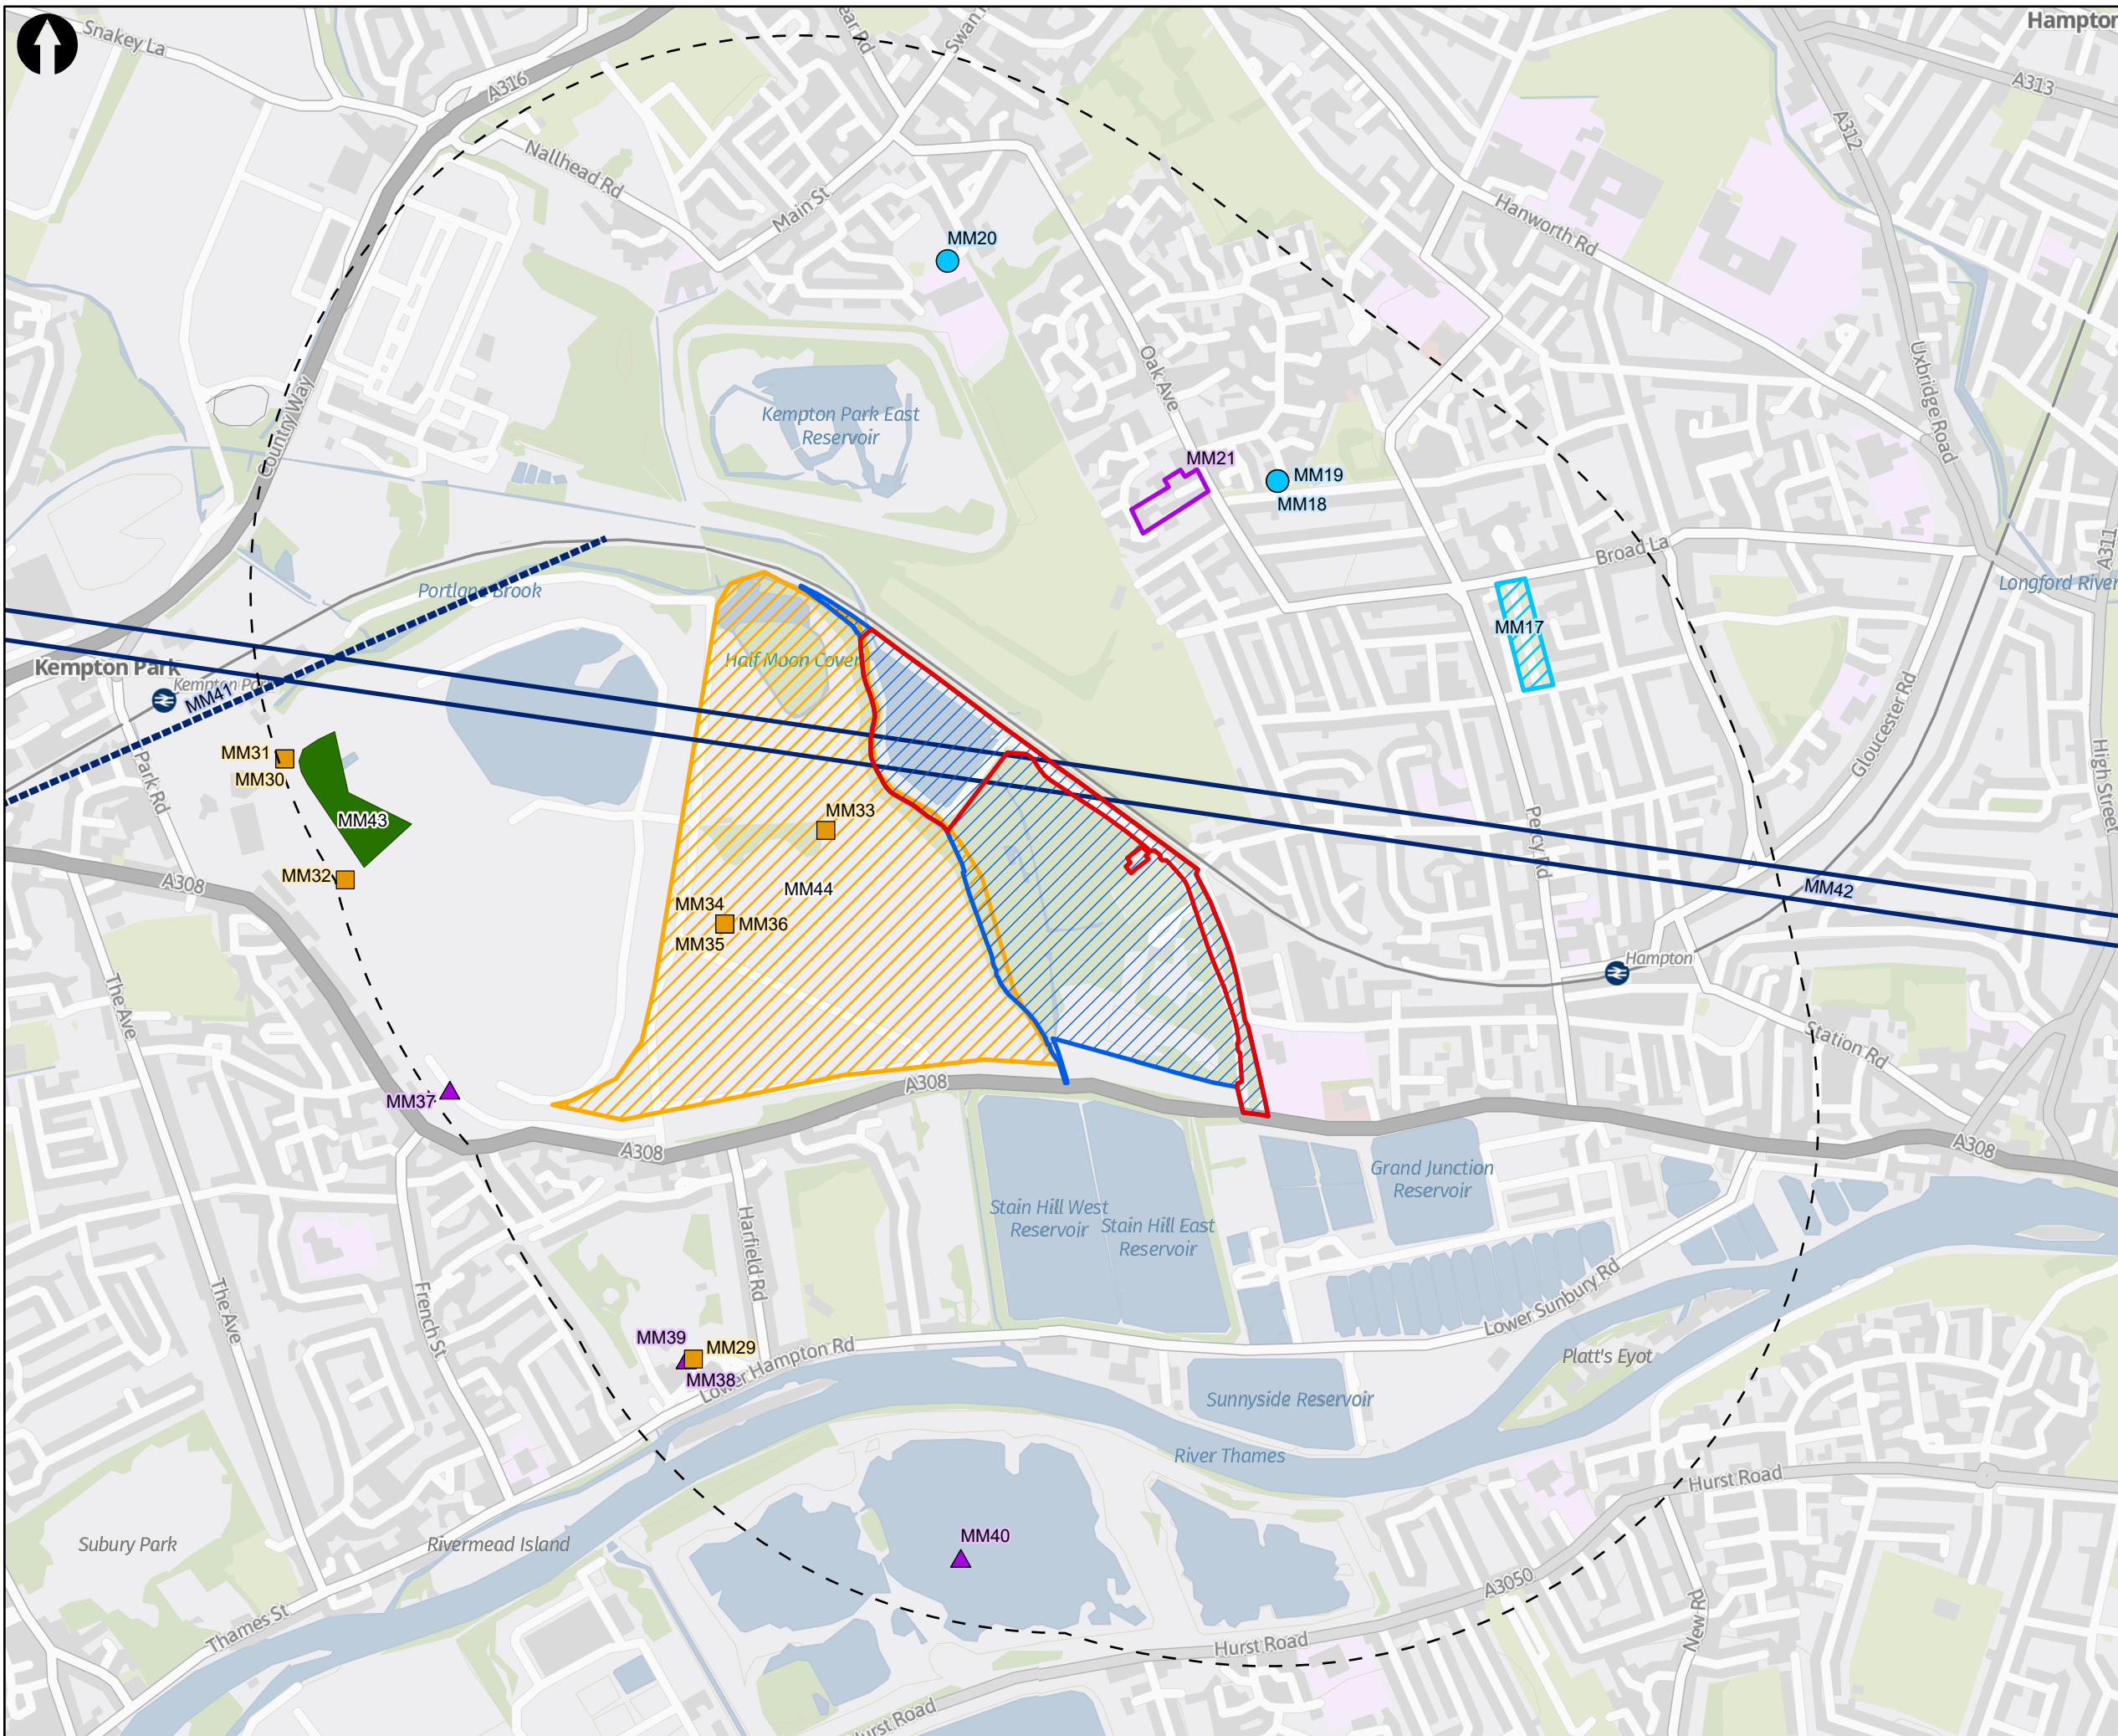 Snakey La
A316
Swan
Hampton
A313
A312
Nallhead Rd
Main St
Hanworth Rd
MM20
Oak Ave
Uxbridge Road
Country Way
Kempton Park East
Reservoir
MM21
MM19
MM18
Broad La
A311
Longford River
Portlane Brook
MM17
Half Moon Cover
Kempton Park
MM41
MM31
MM30
Park Rd
MM43
MM33
Gloucester Rd
High Street
Percy Rd
MM32
A308
MM44
MM42
MM34
MM36
MM35
Hampton
The Ave
Station Rd
A308
MM37
A308
A308
Grand Junction
Reservoir
Stain Hill West
Reservoir
Stain Hill East
Reservoir
Harfield Rd
The Ave
French St
Lower Sunbury Rd
MM39
MM29
MM38
Lower Hampton Rd
Platt's Eyot
Sunnyside Reservoir
River Thames
Hurst Road
Subury Park
Rivermead Island
MM40
A3050
Thames St
Hurst Road
New Rd
Hurst Road